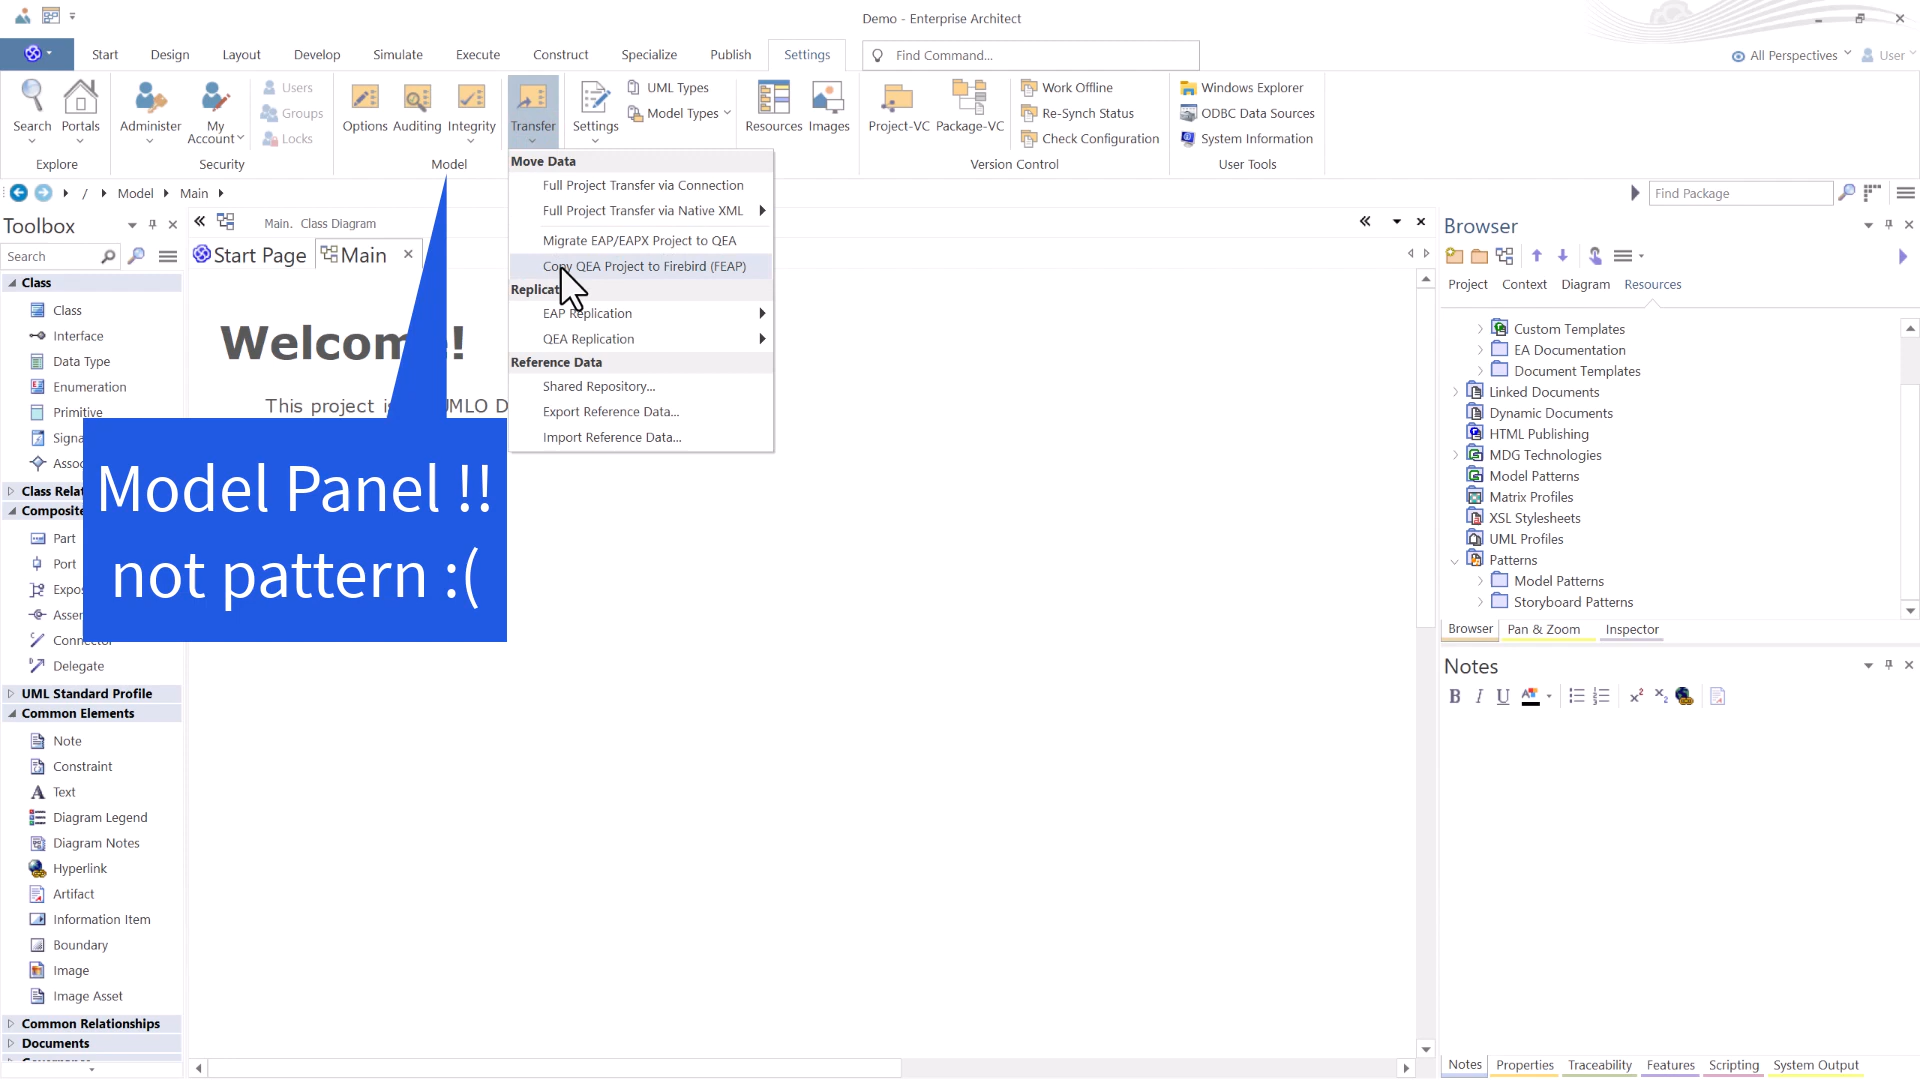 Demo - Enterprise Architect
Start Design Layout Develop Simulate Execute Construct Specialize Publish Settings
Find Command...
All Perspectives User
Search
Portals
Explore
Administer
My
Account
Users
Groups
Locks
Security
Options
Auditing
Integrity
Model
Transfer
Settings
UML Types
Model Types
Resources
Images
Project-VC
Package-VC
Work Offline
Re-Synch Status
Check Configuration
Version Control
Windows Explorer
ODBC Data Sources
System Information
User Tools
/ Model Main
Find Package
Toolbox
Search
Class
Class
Interface
Data Type
Enumeration
Primitive
Signa
Assoc
Class Relat
Composite
Part
Port
Expos
Asser
Connector
Delegate
UML Standard Profile
Common Elements
Note
Constraint
Text
Diagram Legend
Diagram Notes
Hyperlink
Artifact
Information Item
Boundary
Image
Image Asset
Common Relationships
Documents
Main. Class Diagram
Start Page
Main
Welcom !
This project i MLO D
Model Panel !!
not pattern :(
Move Data
Full Project Transfer via Connection
Full Project Transfer via Native XML
Migrate EAP/EAPX Project to QEA
Copy QEA Project to Firebird (FEAP)
Replicat
EAP Replication
QEA Replication
Reference Data
Shared Repository...
Export Reference Data...
Import Reference Data...
Browser
Project Context Diagram Resources
Custom Templates
EA Documentation
Document Templates
Linked Documents
Dynamic Documents
HTML Publishing
MDG Technologies
Model Patterns
Matrix Profiles
XSL Stylesheets
UML Profiles
Patterns
Model Patterns
Storyboard Patterns
Browser Pan & Zoom Inspector
Notes
B I U
Notes Properties Traceability Features Scripting System Output